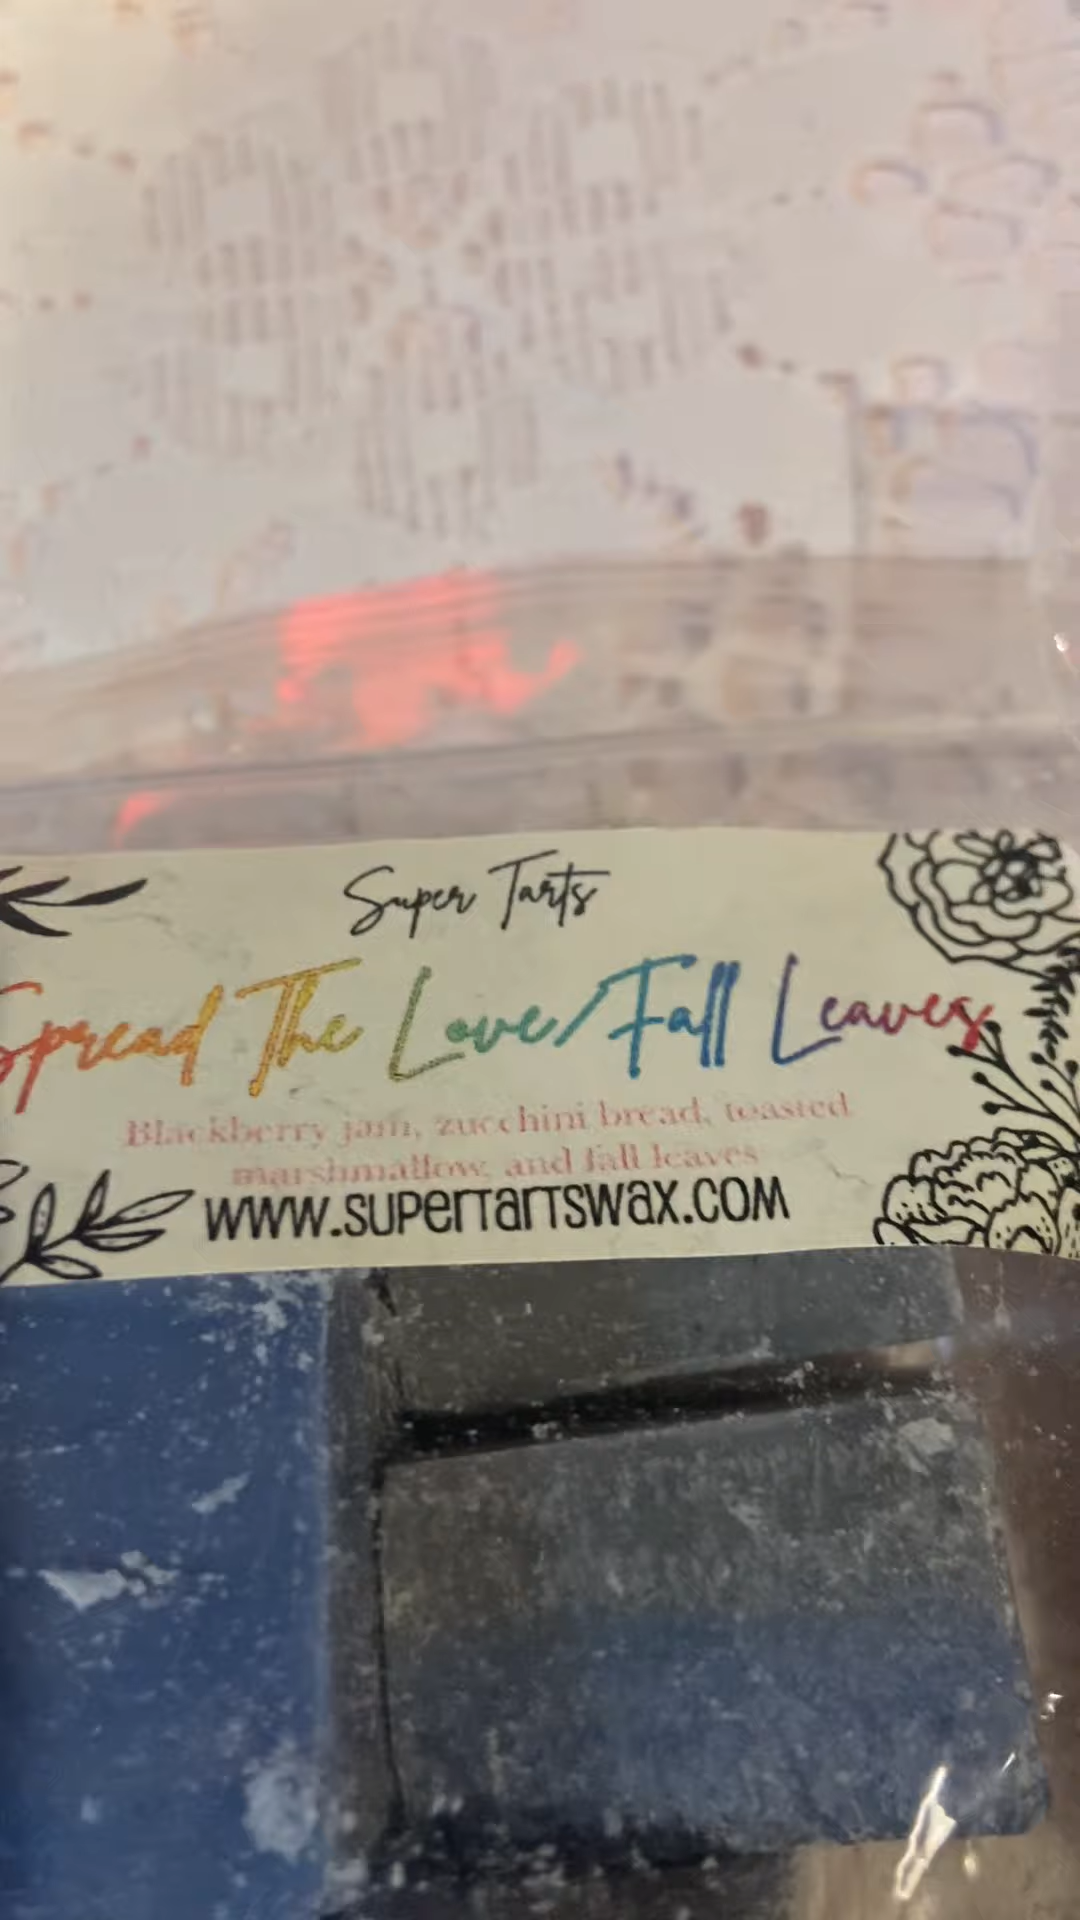 Super Tarts
Spread The Love/Fall Leaves
Blackberry jam, zucchini bread, toasted
marshmallow, and fall leaves
www.supertartswax.com